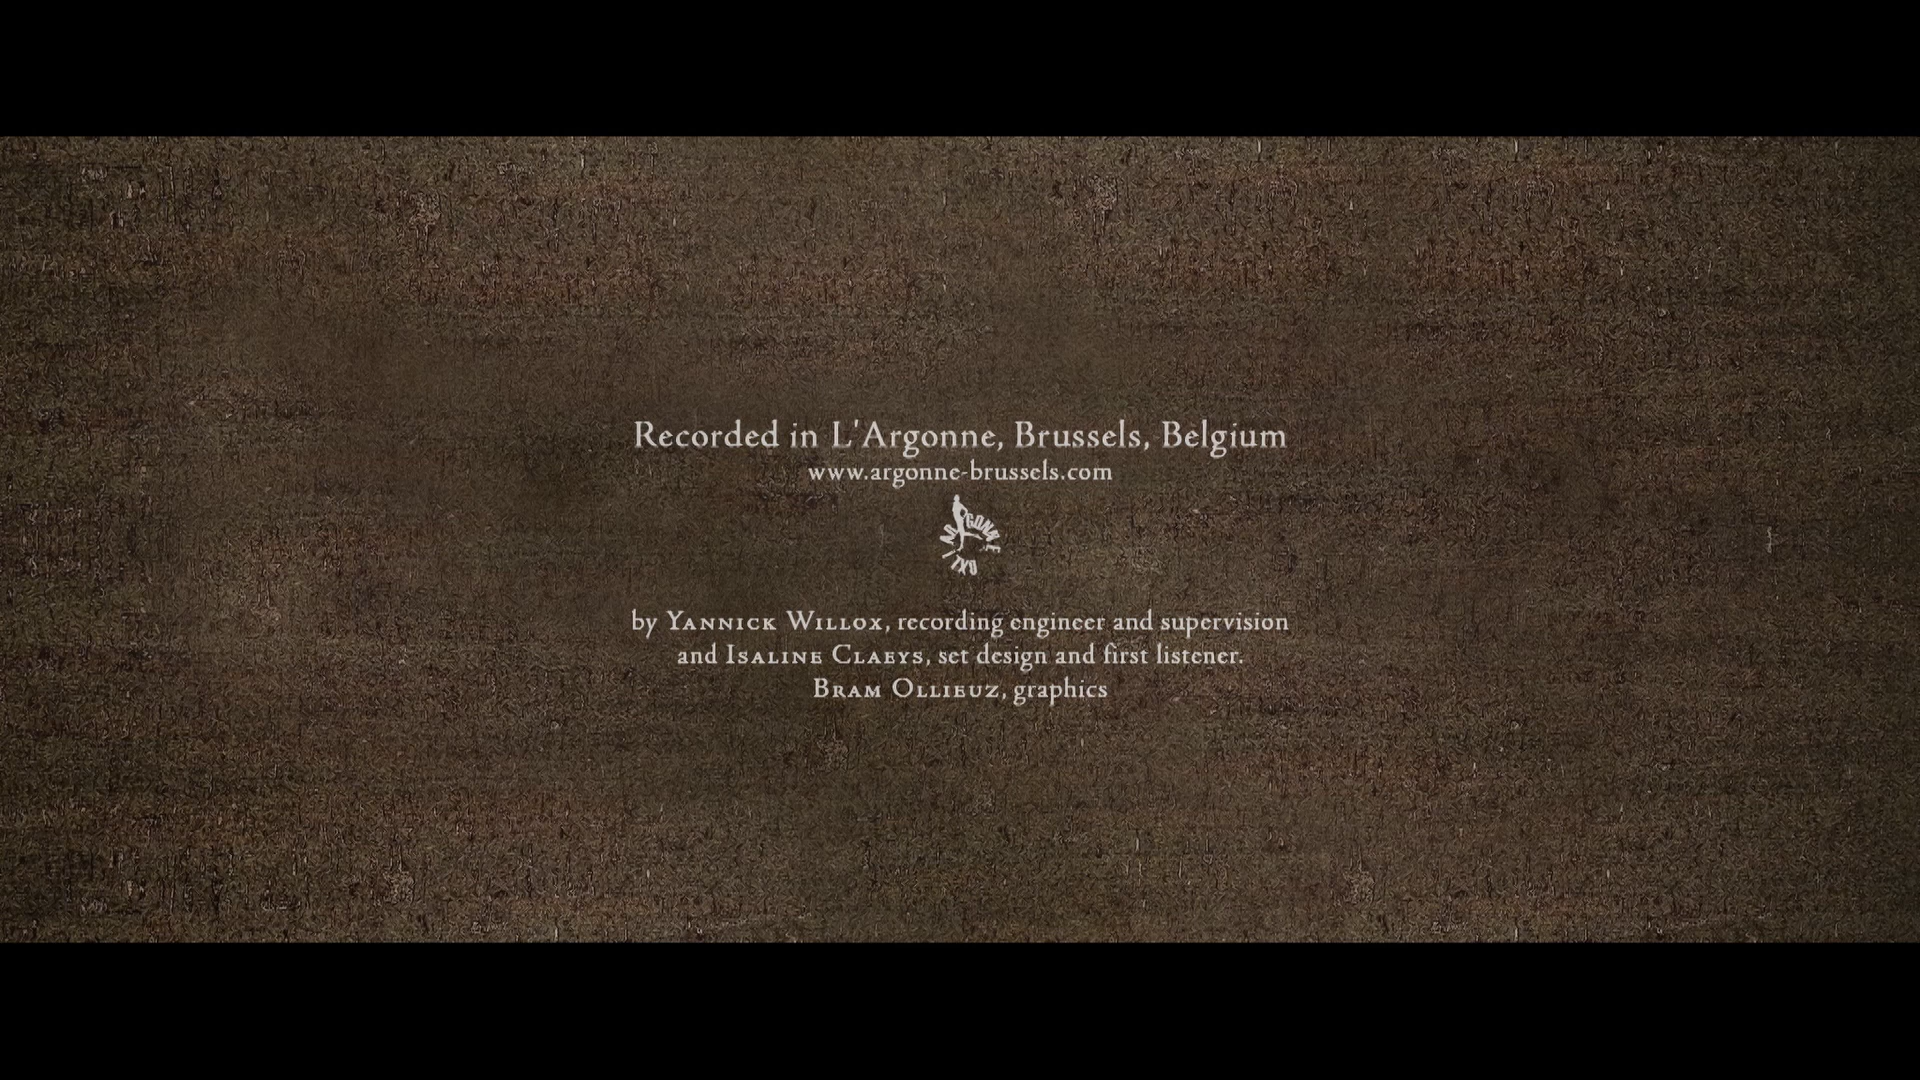 Recorded in L'Argonne, Brussels, Belgium
www.argonne-brussels.com
by Yannick Willox, recording engineer and supervision
and Isaline Claeys, set design and first listener.
Bram Ollieuz, graphics